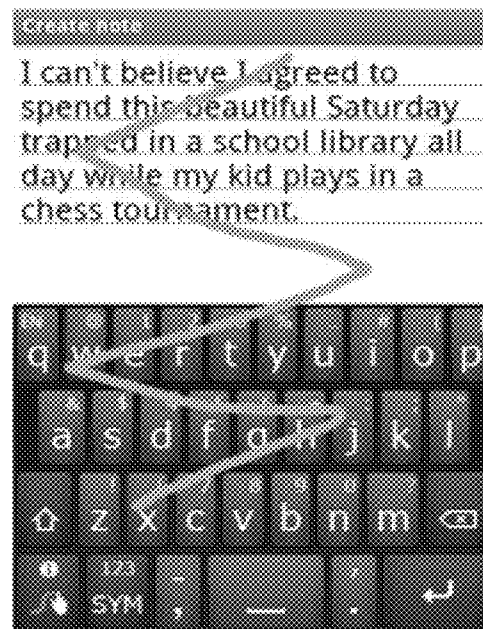 Create note
I can't believe I agreed to
spend this beautiful Saturday
trapped in a school library all
day while my kid plays in a
chess tournament.
q w e r t y u i o p
a s d f g h j k l
z x c v b n m
123
SYM , .